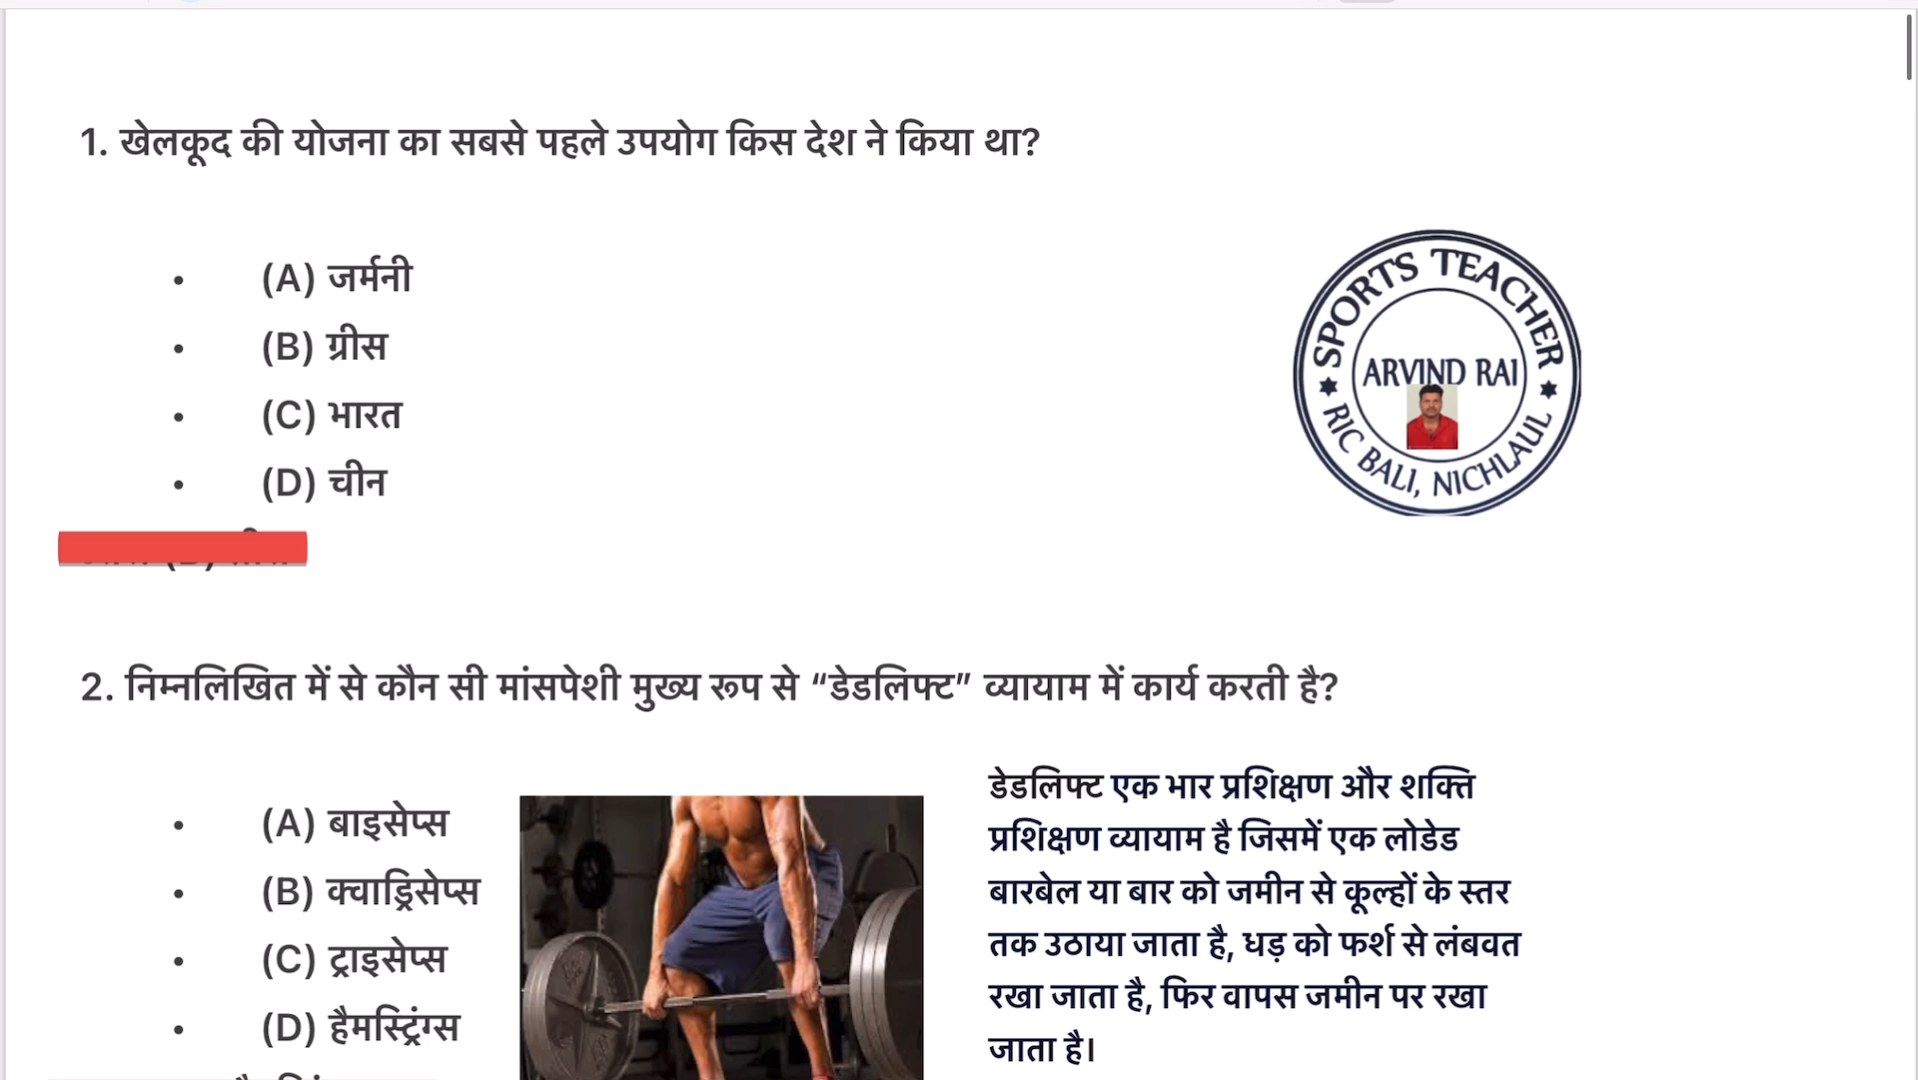 1. खेलकूद की योजना का सबसे पहले उपयोग किस देश ने किया था?
• (A) जर्मनी
• (B) ग्रीस
• (C) भारत
• (D) चीन
SPORTS TEACHER
ARVIND RAI
RIC BALI, NICHLAUL
2. निम्नलिखित में से कौन सी मांसपेशी मुख्य रूप से “डेडलिफ्ट” व्यायाम में कार्य करती है?
• (A) बाइसेप्स
• (B) क्वाड्रिसेप्स
• (C) ट्राइसेप्स
• (D) हैमस्ट्रिंग्स
डेडलिफ्ट एक भार प्रशिक्षण और शक्ति
प्रशिक्षण व्यायाम है जिसमें एक लोडेड
बारबेल या बार को जमीन से कूल्हों के स्तर
तक उठाया जाता है, धड़ को फर्श से लंबवत
रखा जाता है, फिर वापस जमीन पर रखा
जाता है।